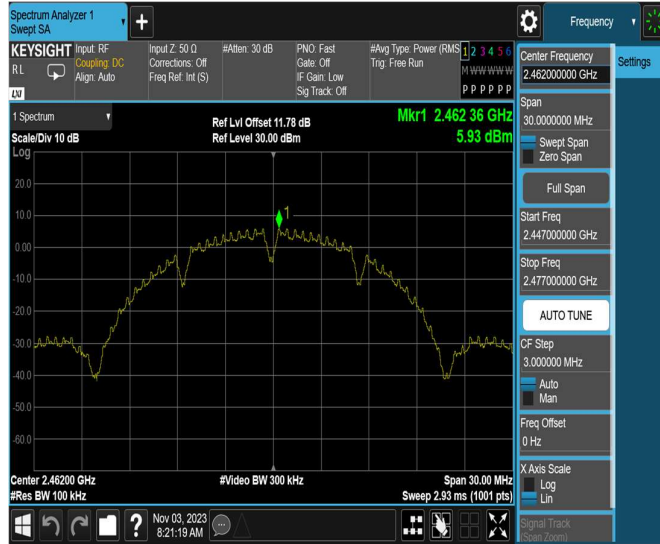 Spectrum Analyzer 1
Swept SA
Frequency
KEYSIGHT
RL
LXI
Input: RF
Coupling: DC
Align: Auto
Input Z: 50 Ω
Corrections: Off
Freq Ref: Int (S)
#Atten: 30 dB
PNO: Fast
Gate: Off
IF Gain: Low
Sig Track: Off
#Avg Type: Power (RMS
Trig: Free Run
1 2 3 4 5 6
M W W W W W
P P P P P P
1 Spectrum
Scale/Div 10 dB
Log
Ref Lvl Offset 11.78 dB
Ref Level 30.00 dBm
Mkr1 2.462 36 GHz
5.93 dBm
1
20.0
10.0
0.00
-10.0
-20.0
-30.0
-40.0
-50.0
-60.0
Center 2.46200 GHz
#Res BW 100 kHz
#Video BW 300 kHz
Span 30.00 MHz
Sweep 2.93 ms (1001 pts)
Nov 03, 2023
8:21:19 AM
?
Center Frequency
2.462000000 GHz
Settings
Span
30.0000000 MHz
Swept Span
Zero Span
Full Span
Start Freq
2.447000000 GHz
Stop Freq
2.477000000 GHz
AUTO TUNE
CF Step
3.000000 MHz
Auto
Man
Freq Offset
0 Hz
X Axis Scale
Log
Lin
Signal Track
(Span Zoom)